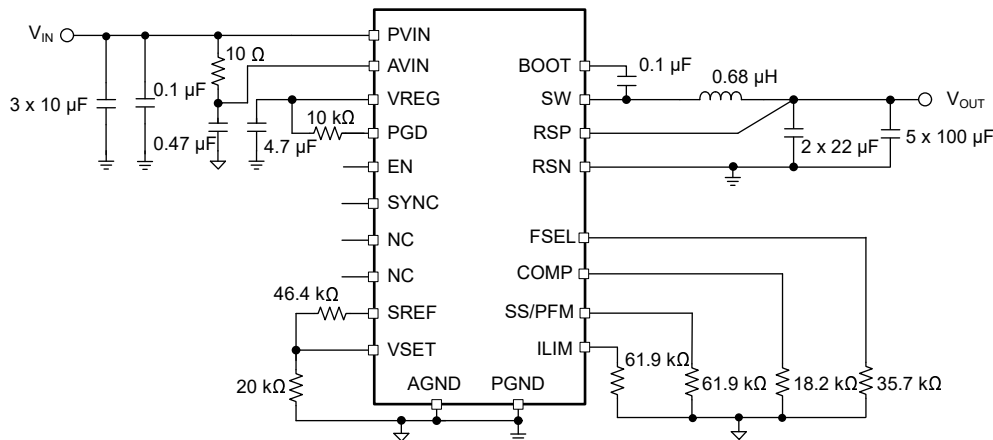 V_IN
3 x 10 µF
0.1 µF
10 Ω
0.47 µF
4.7 µF
10 kΩ
PVIN
AVIN
VREG
PGD
EN
SYNC
NC
NC
46.4 kΩ
SREF
VSET
20 kΩ
AGND
PGND
BOOT
0.1 µF
SW
0.68 µH
V_OUT
RSP
2 x 22 µF
5 x 100 µF
RSN
FSEL
COMP
SS/PFM
ILIM
61.9 kΩ
61.9 kΩ
18.2 kΩ
35.7 kΩ